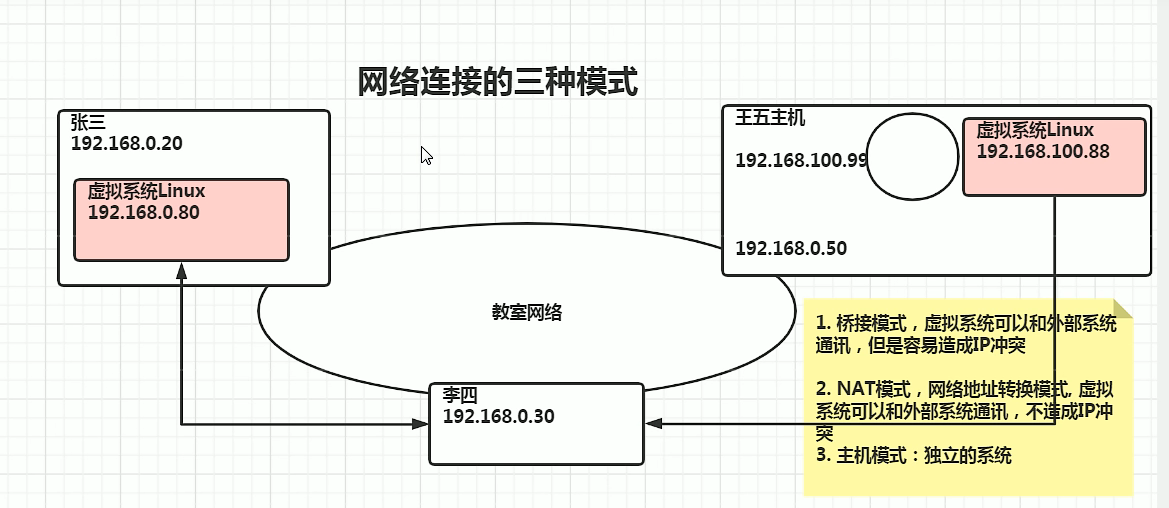 网络连接的三种模式
张三
192.168.0.20
虚拟系统Linux
192.168.0.80
王五主机
192.168.100.99
虚拟系统Linux
192.168.100.88
192.168.0.50
教室网络
李四
192.168.0.30
1. 桥接模式，虚拟系统可以和外部系统
通讯，但是容易造成IP冲突
2. NAT模式，网络地址转换模式, 虚拟
系统可以和外部系统通讯，不造成IP冲
突
3. 主机模式：独立的系统